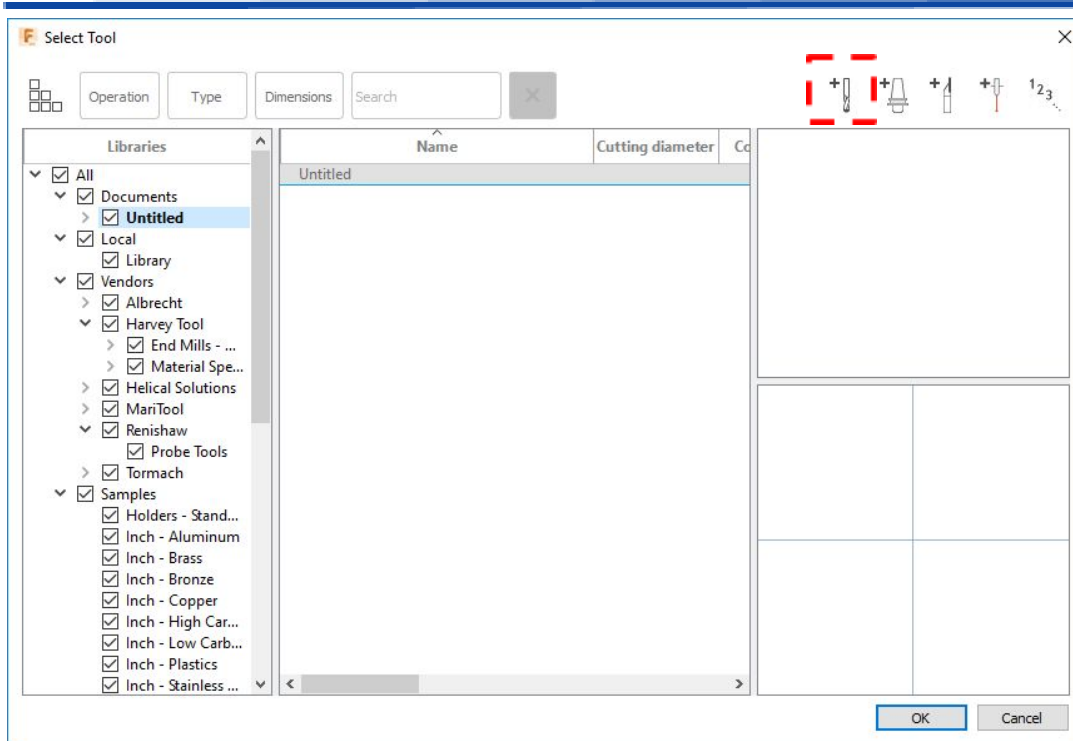 Select Tool
Operation Type Dimensions Search
123
Libraries
All
Documents
Untitled
Local
Library
Vendors
Albrecht
Harvey Tool
End Mills - ...
Material Spe...
Helical Solutions
MariTool
Renishaw
Probe Tools
Tormach
Samples
Holders - Stand...
Inch - Aluminum
Inch - Brass
Inch - Bronze
Inch - Copper
Inch - High Car...
Inch - Low Carb...
Inch - Plastics
Inch - Stainless ...
Name Cutting diameter Co
Untitled
OK Cancel